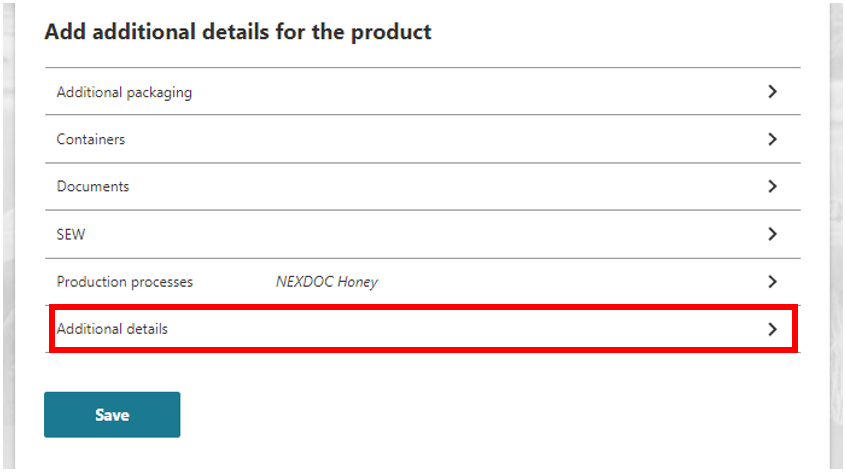 Add additional details for the product
Additional packaging
Containers
Documents
SEW
Production processes NEXDOC Honey
Additional details
Save